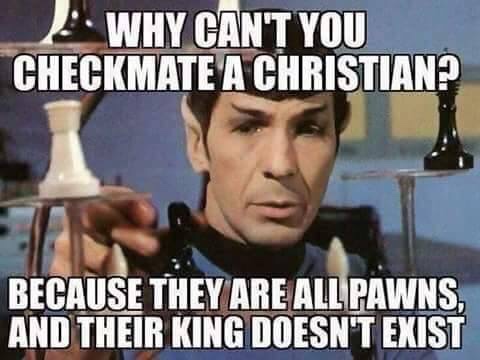 WHY CAN'T YOU
CHECKMATE A CHRISTIAN?
BECAUSE THEY ARE ALL PAWNS,
AND THEIR KING DOESN'T EXIST